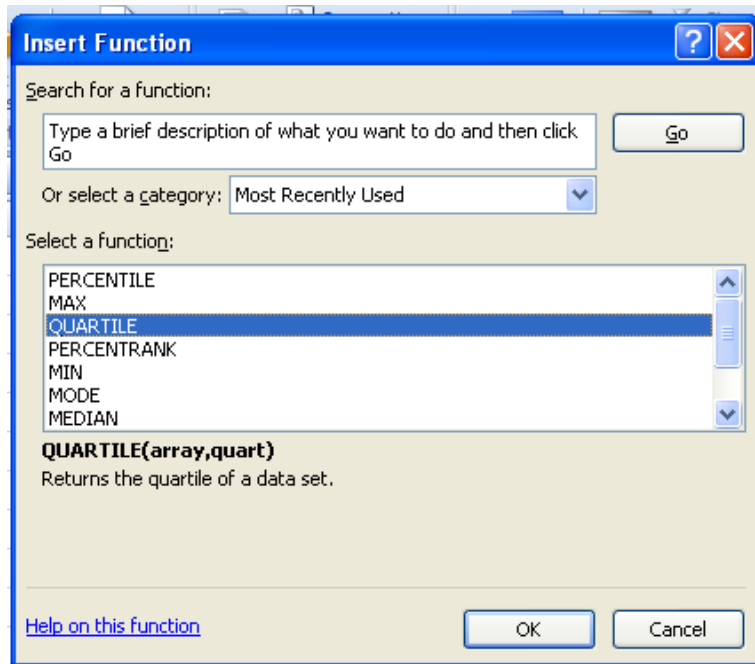 Insert Function
Search for a function:
Type a brief description of what you want to do and then click
Go
Go
Or select a category: Most Recently Used
Select a function:
PERCENTILE
MAX
QUARTILE
PERCENTRANK
MIN
MODE
MEDIAN
QUARTILE(array,quart)
Returns the quartile of a data set.
Help on this function
OK
Cancel